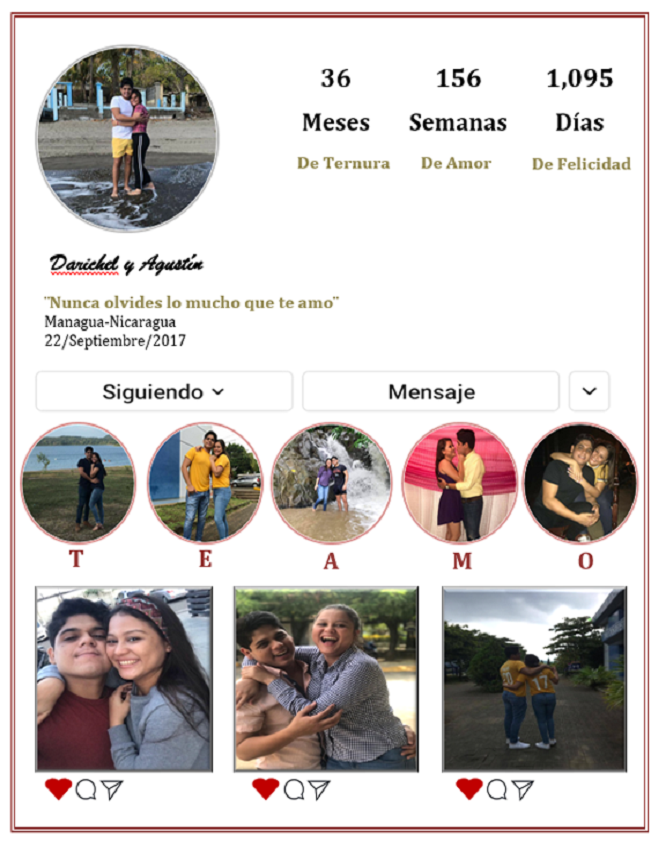 36 156 1,095
Meses Semanas Días
De Ternura De Amor De Felicidad
Darichel y Agustín
"Nunca olvides lo mucho que te amo"
Managua-Nicaragua
22/Septiembre/2017
Siguiendo Mensaje
T E A M O
17